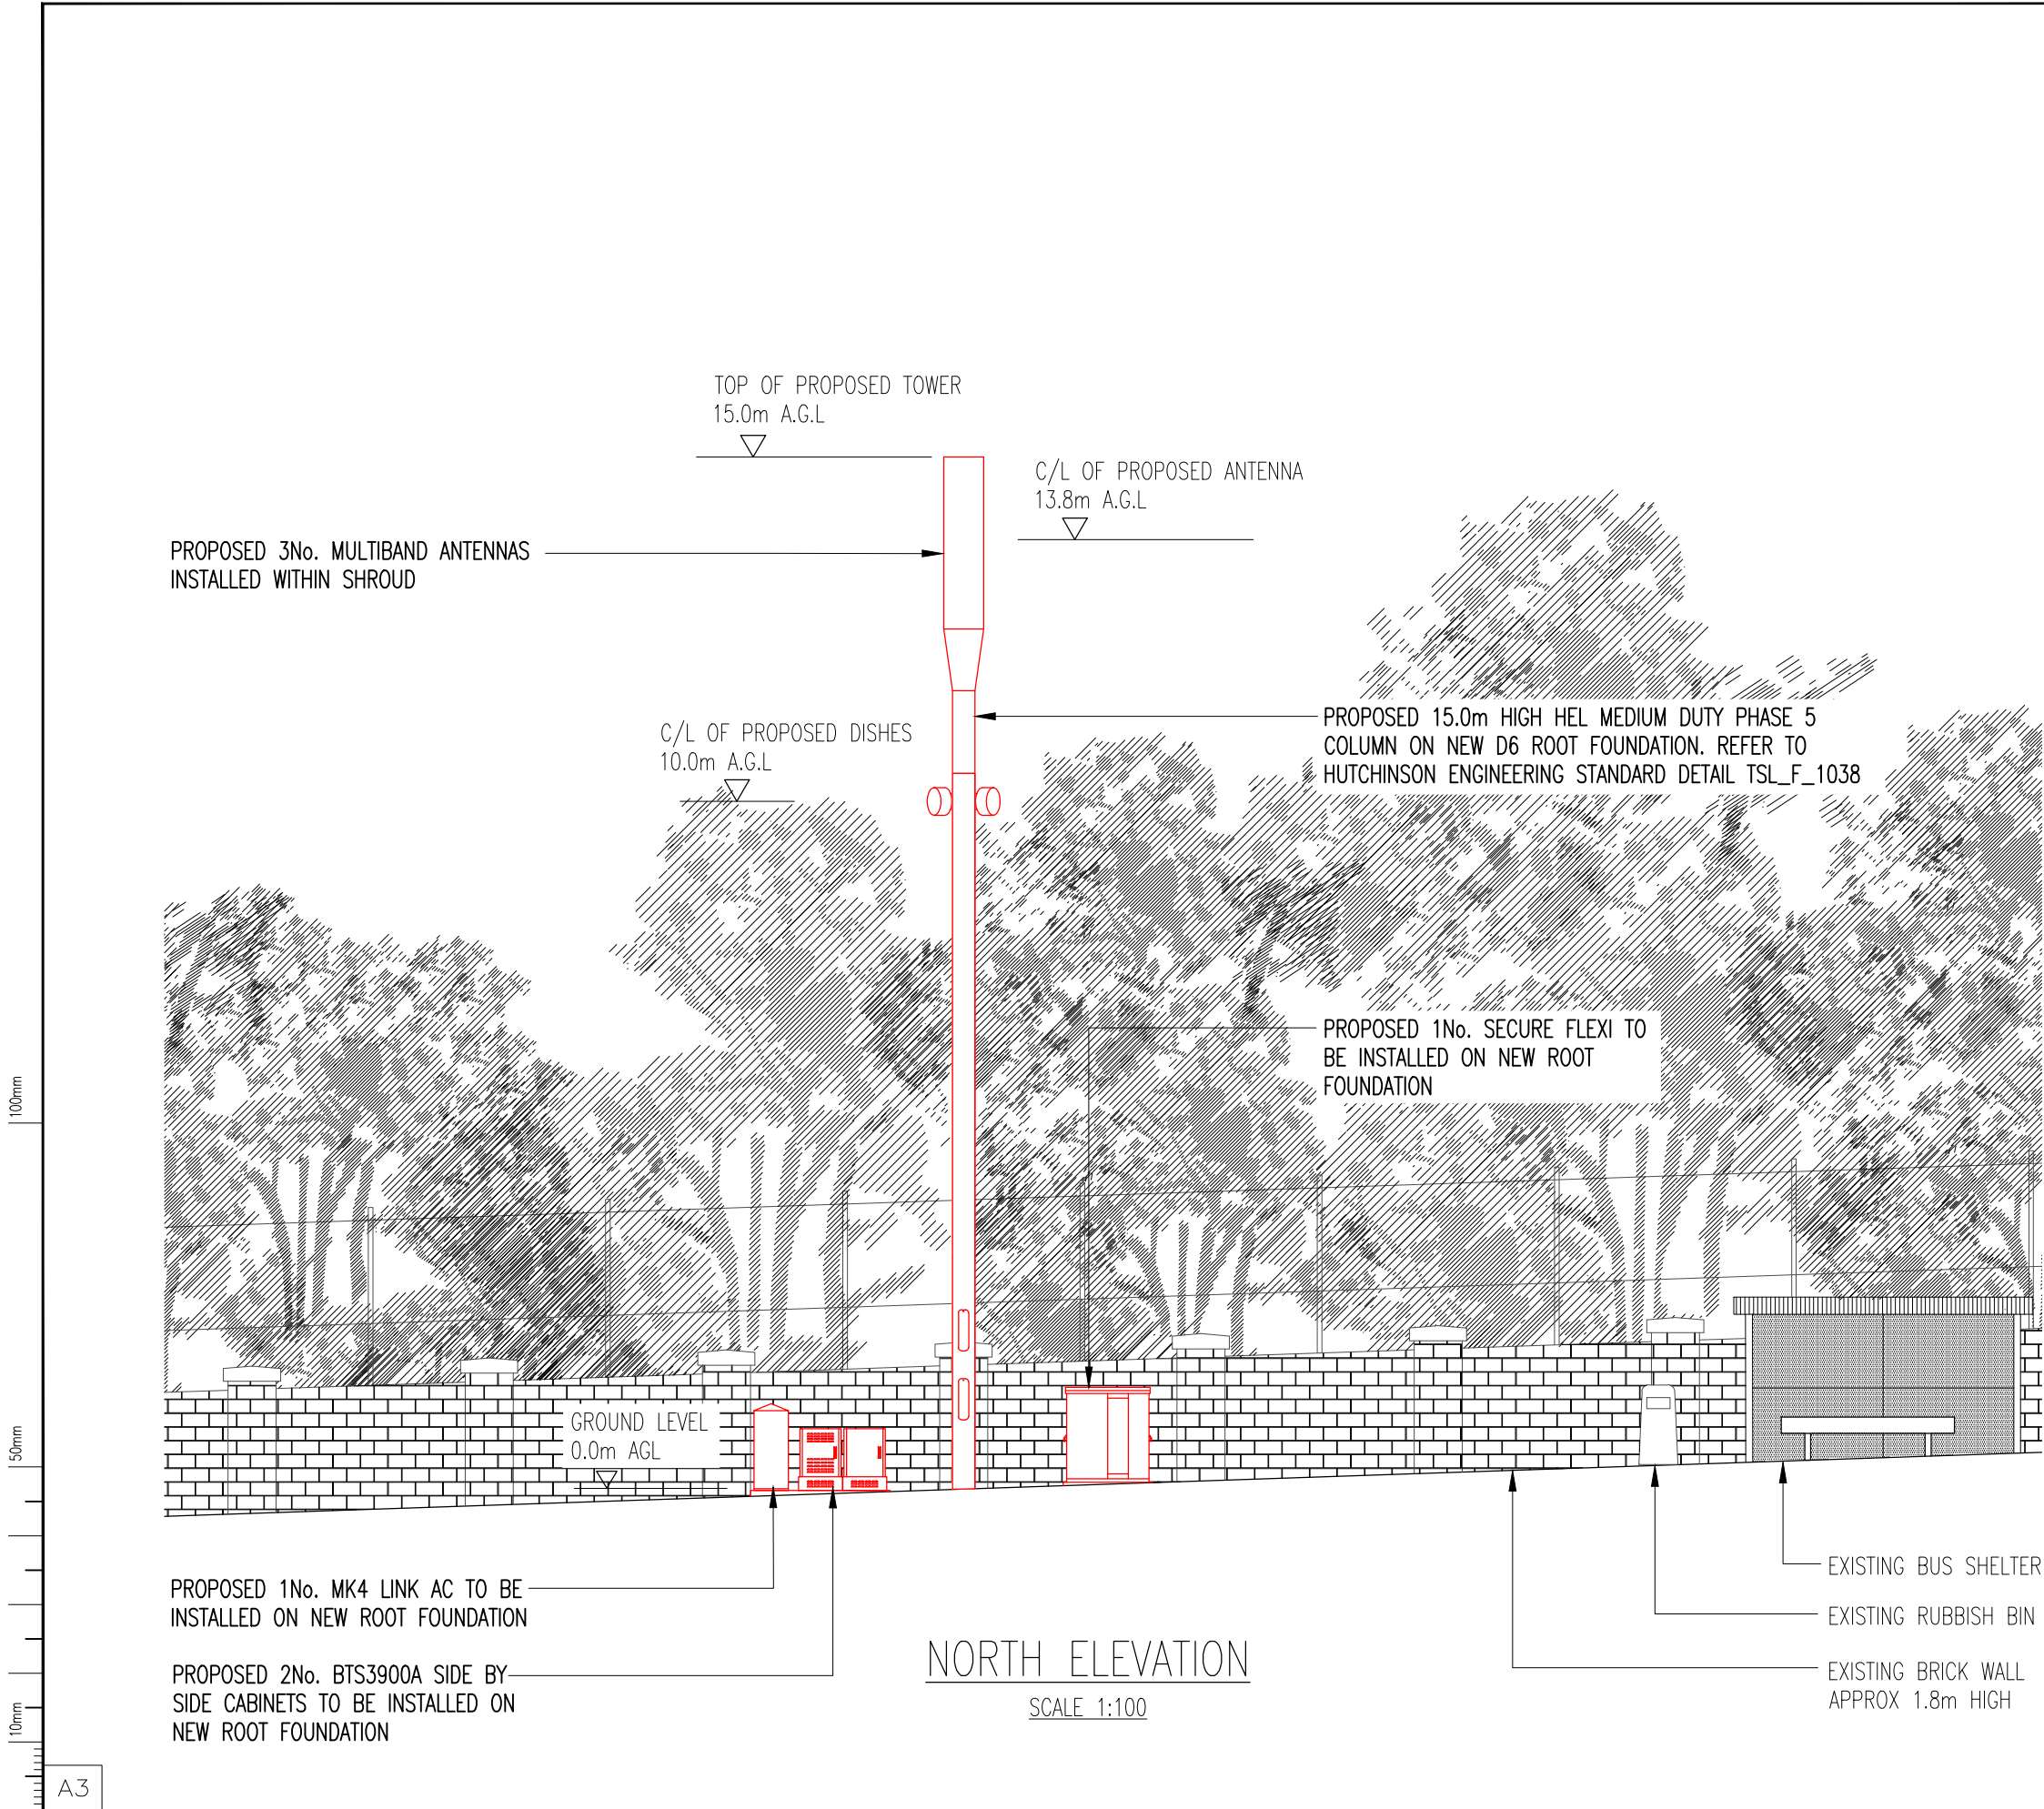 TOP OF PROPOSED TOWER
15.0m A.G.L
C/L OF PROPOSED ANTENNA
13.8m A.G.L
PROPOSED 3No. MULTIBAND ANTENNAS
INSTALLED WITHIN SHROUD
PROPOSED 15.0m HIGH HEL MEDIUM DUTY PHASE 5
COLUMN ON NEW D6 ROOT FOUNDATION. REFER TO
HUTCHINSON ENGINEERING STANDARD DETAIL TSL_F_1038
C/L OF PROPOSED DISHES
10.0m A.G.L
PROPOSED 1No. SECURE FLEXI TO
BE INSTALLED ON NEW ROOT
FOUNDATION
100mm
GROUND LEVEL
0.0m AGL
50mm
PROPOSED 1No. MK4 LINK AC TO BE
INSTALLED ON NEW ROOT FOUNDATION
EXISTING BUS SHELTER
EXISTING RUBBISH BIN
PROPOSED 2No. BTS3900A SIDE BY
SIDE CABINETS TO BE INSTALLED ON
NEW ROOT FOUNDATION
NORTH ELEVATION
SCALE 1:100
EXISTING BRICK WALL
APPROX 1.8m HIGH
10mm
A3